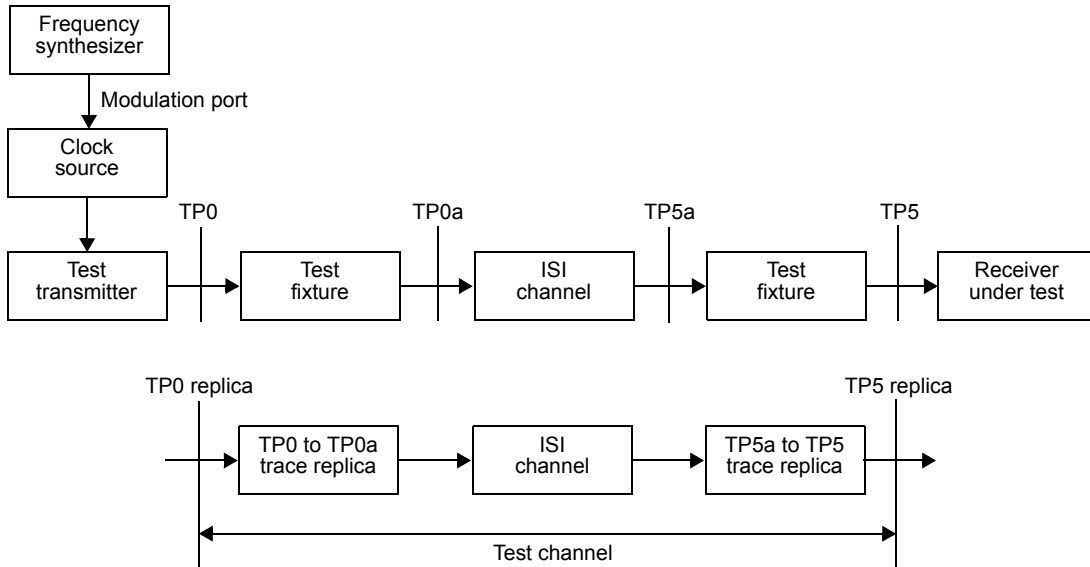 Frequency
synthesizer
Modulation port
Clock
source
TP0
TP0a
TP5a
TP5
Test
transmitter
Test
fixture
ISI
channel
Test
fixture
Receiver
under test
TP0 replica
TP5 replica
TP0 to TP0a
trace replica
ISI
channel
TP5a to TP5
trace replica
Test channel